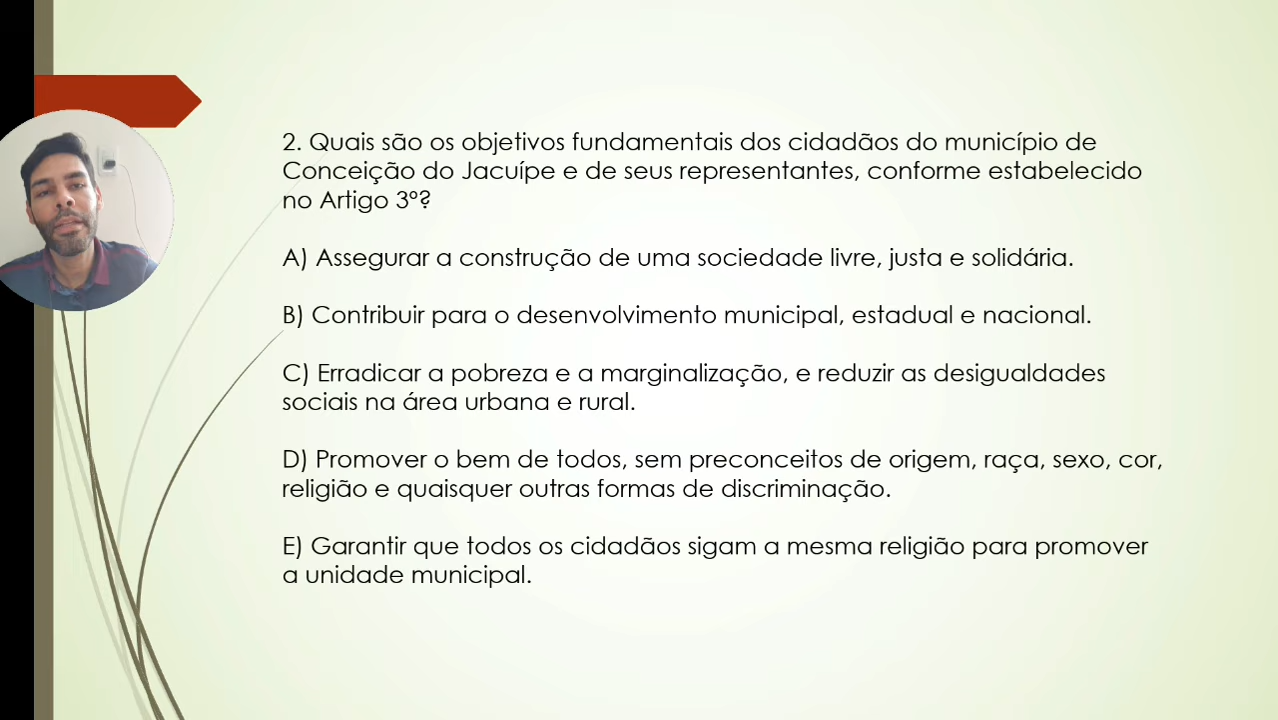 2. Quais são os objetivos fundamentais dos cidadãos do município de
Conceição do Jacuípe e de seus representantes, conforme estabelecido
no Artigo 3º?
A) Assegurar a construção de uma sociedade livre, justa e solidária.
B) Contribuir para o desenvolvimento municipal, estadual e nacional.
C) Erradicar a pobreza e a marginalização, e reduzir as desigualdades
sociais na área urbana e rural.
D) Promover o bem de todos, sem preconceitos de origem, raça, sexo, cor,
religião e quaisquer outras formas de discriminação.
E) Garantir que todos os cidadãos sigam a mesma religião para promover
a unidade municipal.